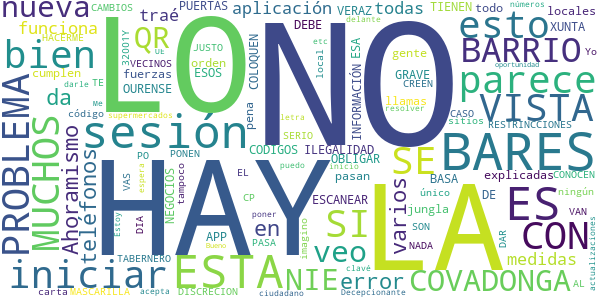 nueva
traé
QR
aplicación
PUERTAS
CAMBIOS
HACERME
DEBE
VERAZ
todas
TIENEN
todo
delante
números
locales
XUNTA
Yo
esto
BARRIO
funciona
bien
LO
NO
JUSTO
orden
ESOS
32001Y
TE
VECINOS
fuerzas
cumplen
OURENSE
local
etc
ESA
INFORMACIÓN
COLOQUEN
gente
GRAVE
CREEN
parece
VISTA
CASO
sitios
RESTRINCCIONES
PROBLEMA
MUCHOS
da
darle
Me
código
supermercados
UE
sesión
pena
letra
SERIO
llamas
resolver
oportunidad
BARES
telefonos
Ahoramismo
HAY
LA
CODIGOS
ILEGALIDAD
OBLIGAR
pasan
BASA
único
explicadas
CONOCEN
ningún
PO
PONEN
VAS
espera
tampoco
NEGOCIOS
EL
puedo
inicio
ESCANEAR
SE
varios
jungla
DE
ES
CON
VAN
actualizaciones
Estoy
DIA
APP
CP
poner
PASA
imagino
SI
veo
en
SON
NADA
DAR
medidas
iniciar
TABERNERO
ESTA
NIE
error
COVADONGA
AL
carta
MASCARILLA
acepta
Bueno
DISCRECION
clavé
ciudadano
Decepcionante